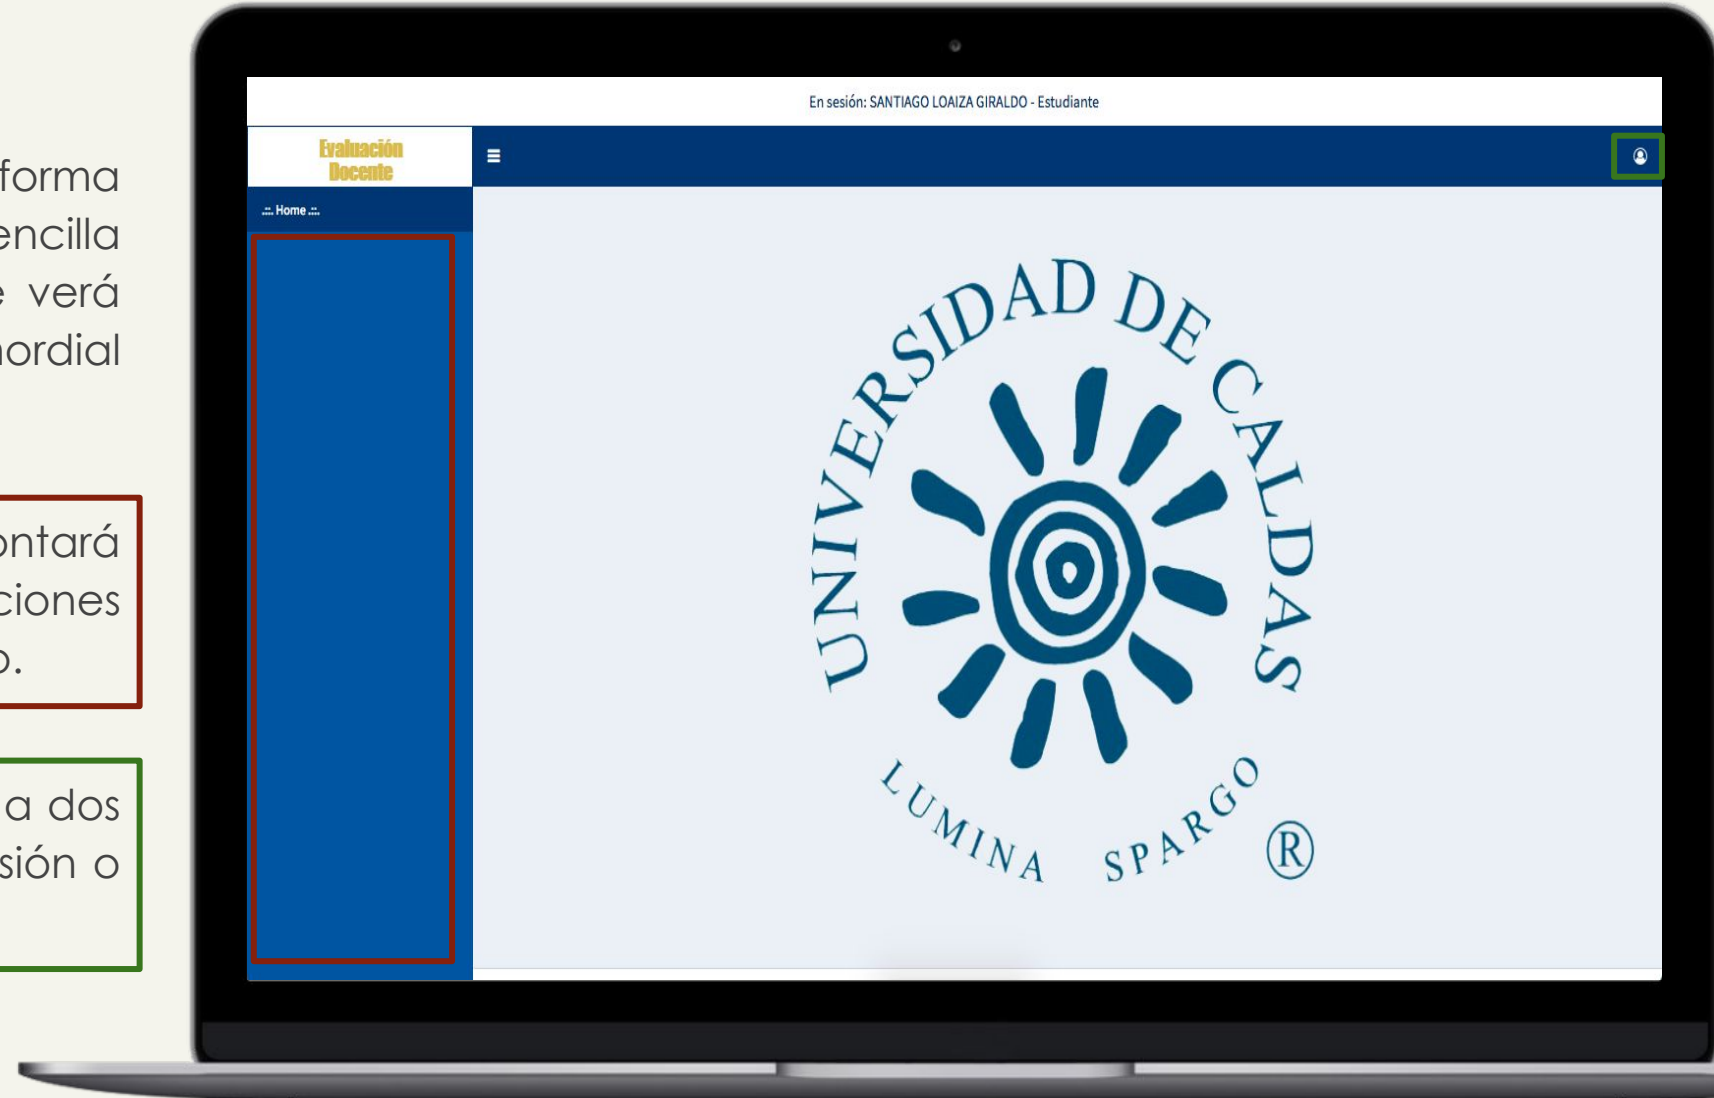 En sesión: SANTIAGO LOAIZA GIRALDO - Estudiante
Evaluación
Docente
.::. Home .::.
forma
encilla
verá
ordial
ontará
ciones
o.
a dos
sión o
UNIVERSIDAD DE CALDAS
LUMINA SPARGO
®